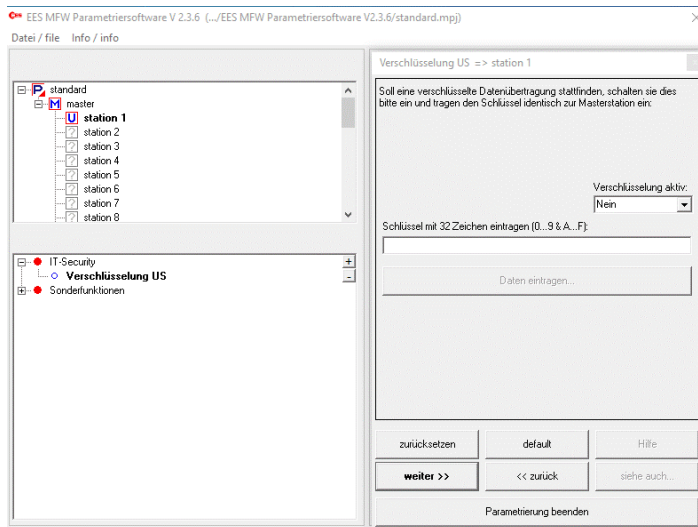 EES MFW Parametriersoftware V 2.3.6 (.../EES MFW Parametriersoftware V2.3.6/standard.mpj)
Datei / file Info / info
Verschlüsselung US => station 1
standard
master
station 1
station 2
station 3
station 4
station 5
station 6
station 7
station 8
Soll eine verschlüsselte Datenübertragung stattfinden, schalten sie dies
bitte ein und tragen den Schlüssel identisch zur Masterstation ein:
Verschlüsselung aktiv:
Nein
Schlüssel mit 32 Zeichen eintragen (0...9 & A...F):
Daten eintragen...
IT-Security
Verschlüsselung US
Sonderfunktionen
zurücksetzen default Hilfe
weiter >> << zurück siehe auch...
Parametrierung beenden